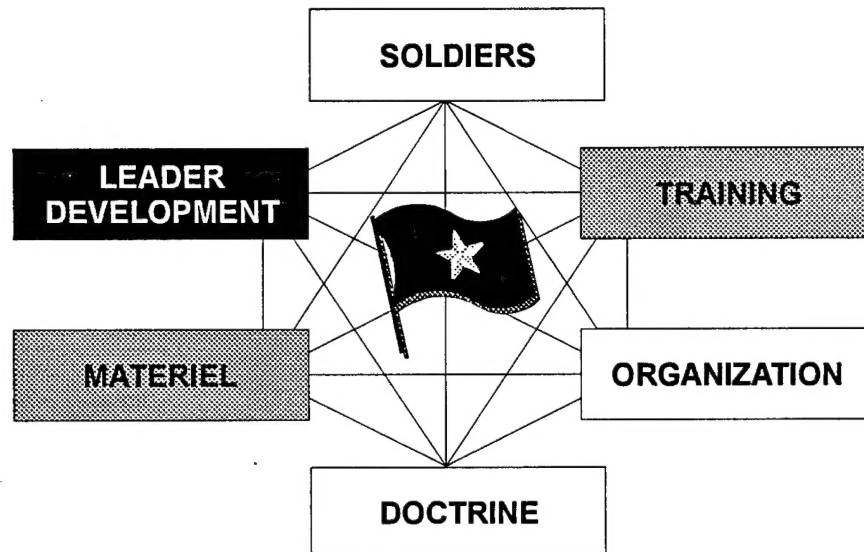 SOLDIERS
LEADER
DEVELOPMENT
TRAINING
MATERIEL
ORGANIZATION
DOCTRINE